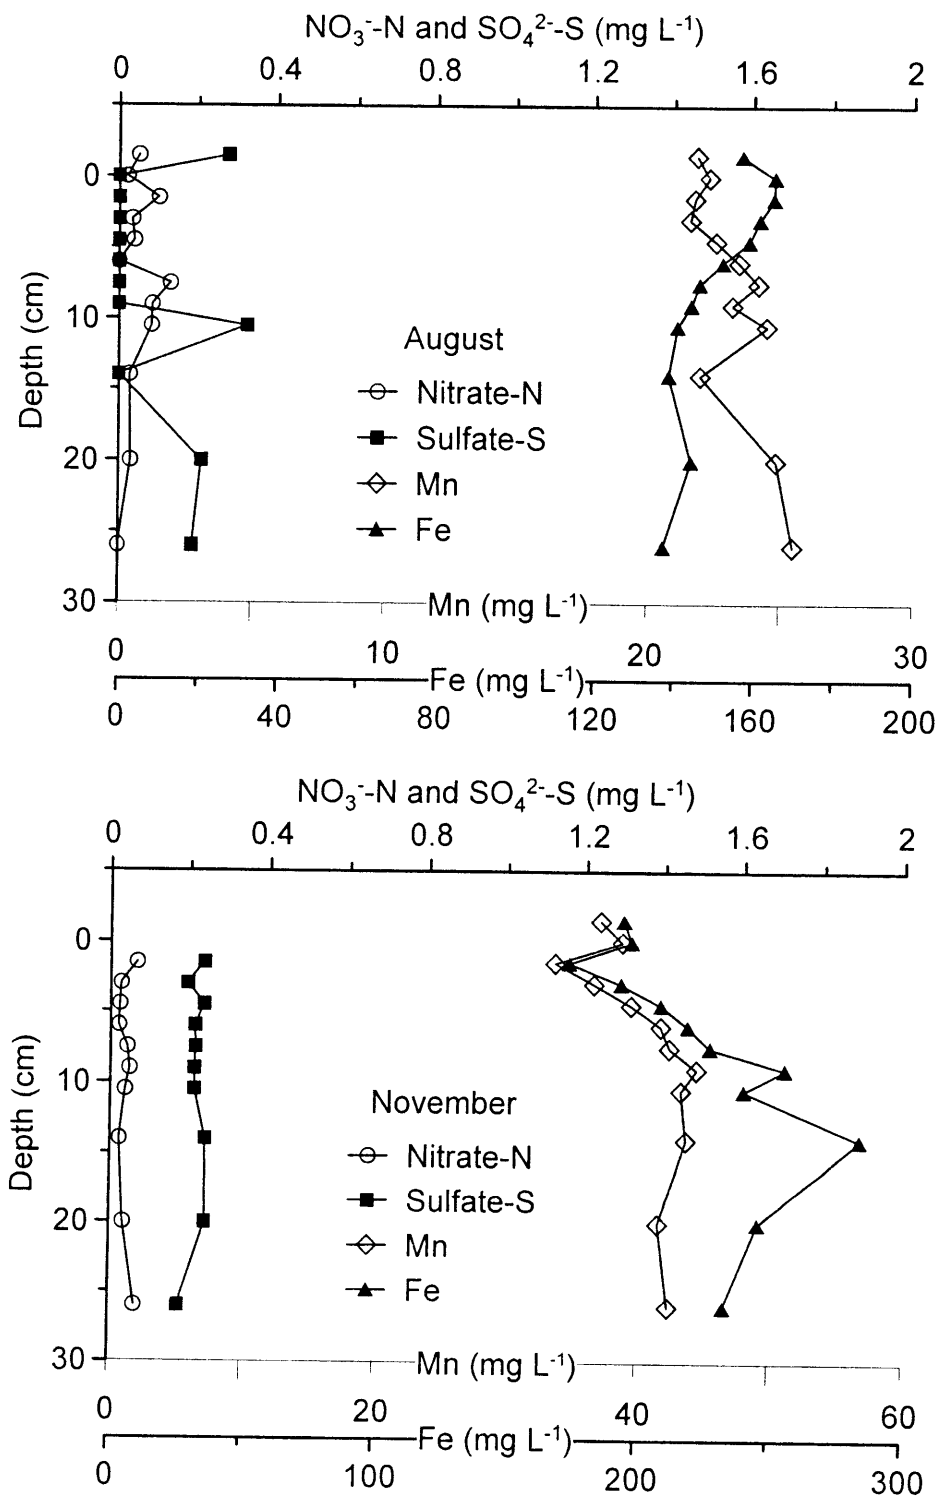 NO₃⁻-N and SO₄²⁻-S (mg L⁻¹)
0 0.4 0.8 1.2 1.6 2
0
10
20
30
Depth (cm)
August
Nitrate-N
Sulfate-S
Mn
Fe
Mn (mg L⁻¹)
0 10 20 30
Fe (mg L⁻¹)
0 40 80 120 160 200
NO₃⁻-N and SO₄²⁻-S (mg L⁻¹)
0 0.4 0.8 1.2 1.6 2
0
10
20
30
Depth (cm)
November
Nitrate-N
Sulfate-S
Mn
Fe
Mn (mg L⁻¹)
0 20 40 60
Fe (mg L⁻¹)
0 100 200 300